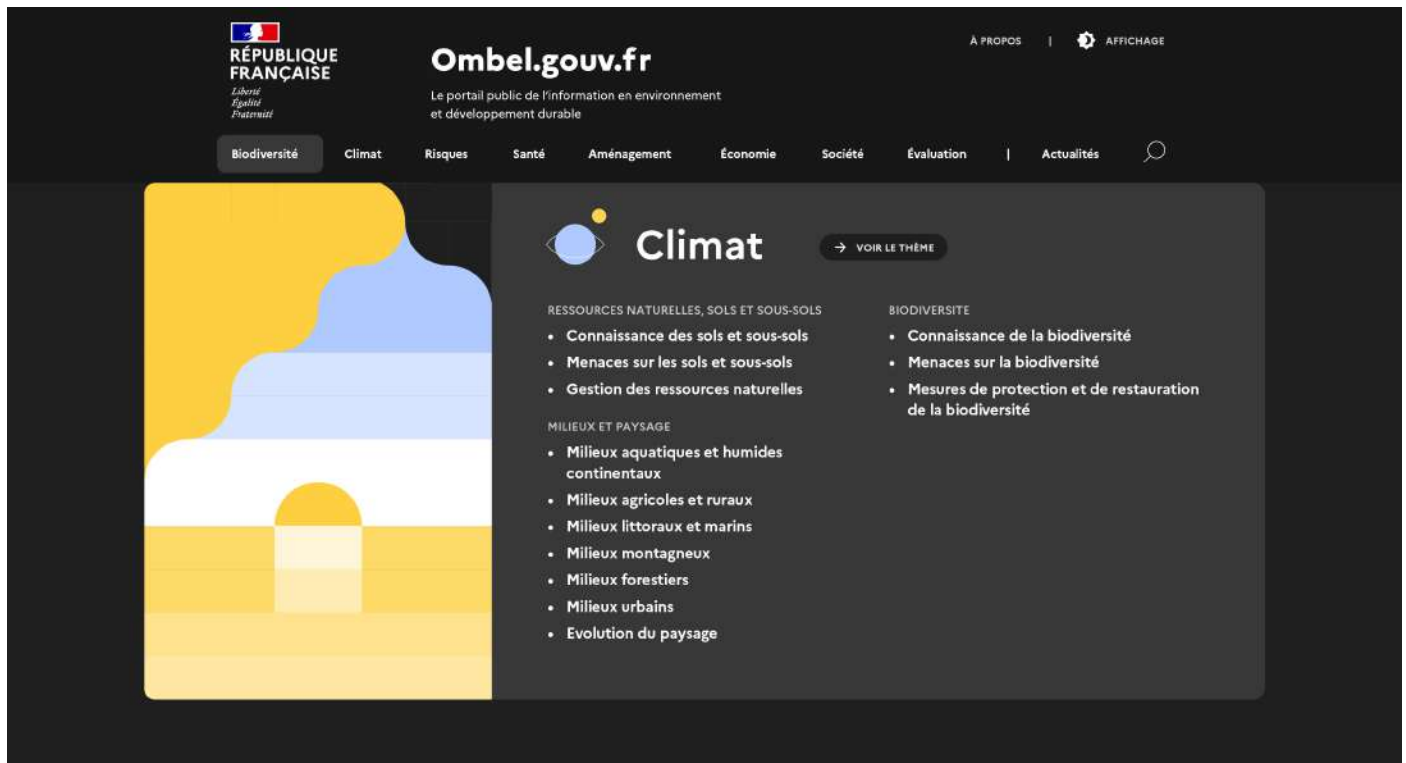 RÉPUBLIQUE
FRANÇAISE
Liberté
Égalité
Fraternité
Ombel.gouv.fr
Le portail public de l'information en environnement
et développement durable
À PROPOS | AFFICHAGE
Biodiversité Climat Risques Santé Aménagement Économie Société Évaluation | Actualités
Climat
→ VOIR LE THÈME
RESSOURCES NATURELLES, SOLS ET SOUS-SOLS
• Connaissance des sols et sous-sols
• Menaces sur les sols et sous-sols
• Gestion des ressources naturelles
MILIEUX ET PAYSAGE
• Milieux aquatiques et humides
continentaux
• Milieux agricoles et ruraux
• Milieux littoraux et marins
• Milieux montagneux
• Milieux forestiers
• Milieux urbains
• Evolution du paysage
BIODIVERSITE
• Connaissance de la biodiversité
• Menaces sur la biodiversité
• Mesures de protection et de restauration
de la biodiversité